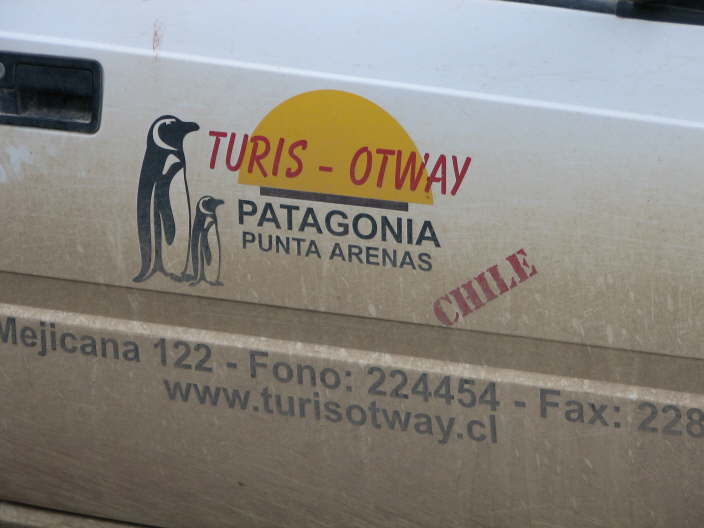 TURIS - OTWAY
PATAGONIA
PUNTA ARENAS
CHILE
Mejicana 122 - Fono: 224454 - Fax: 228
www.turisotway.cl